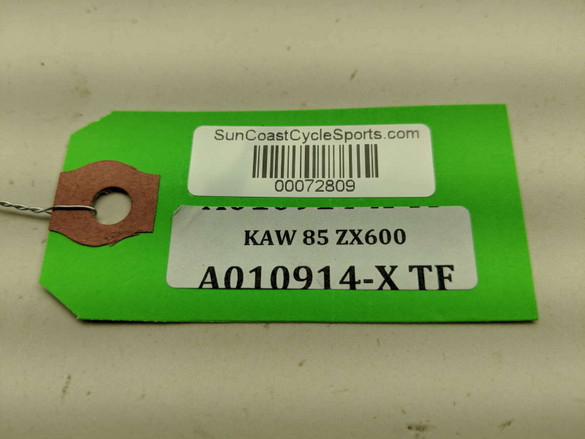 SunCoastCycleSports.com
00072809
KAW 85 ZX600
A010914-X TF